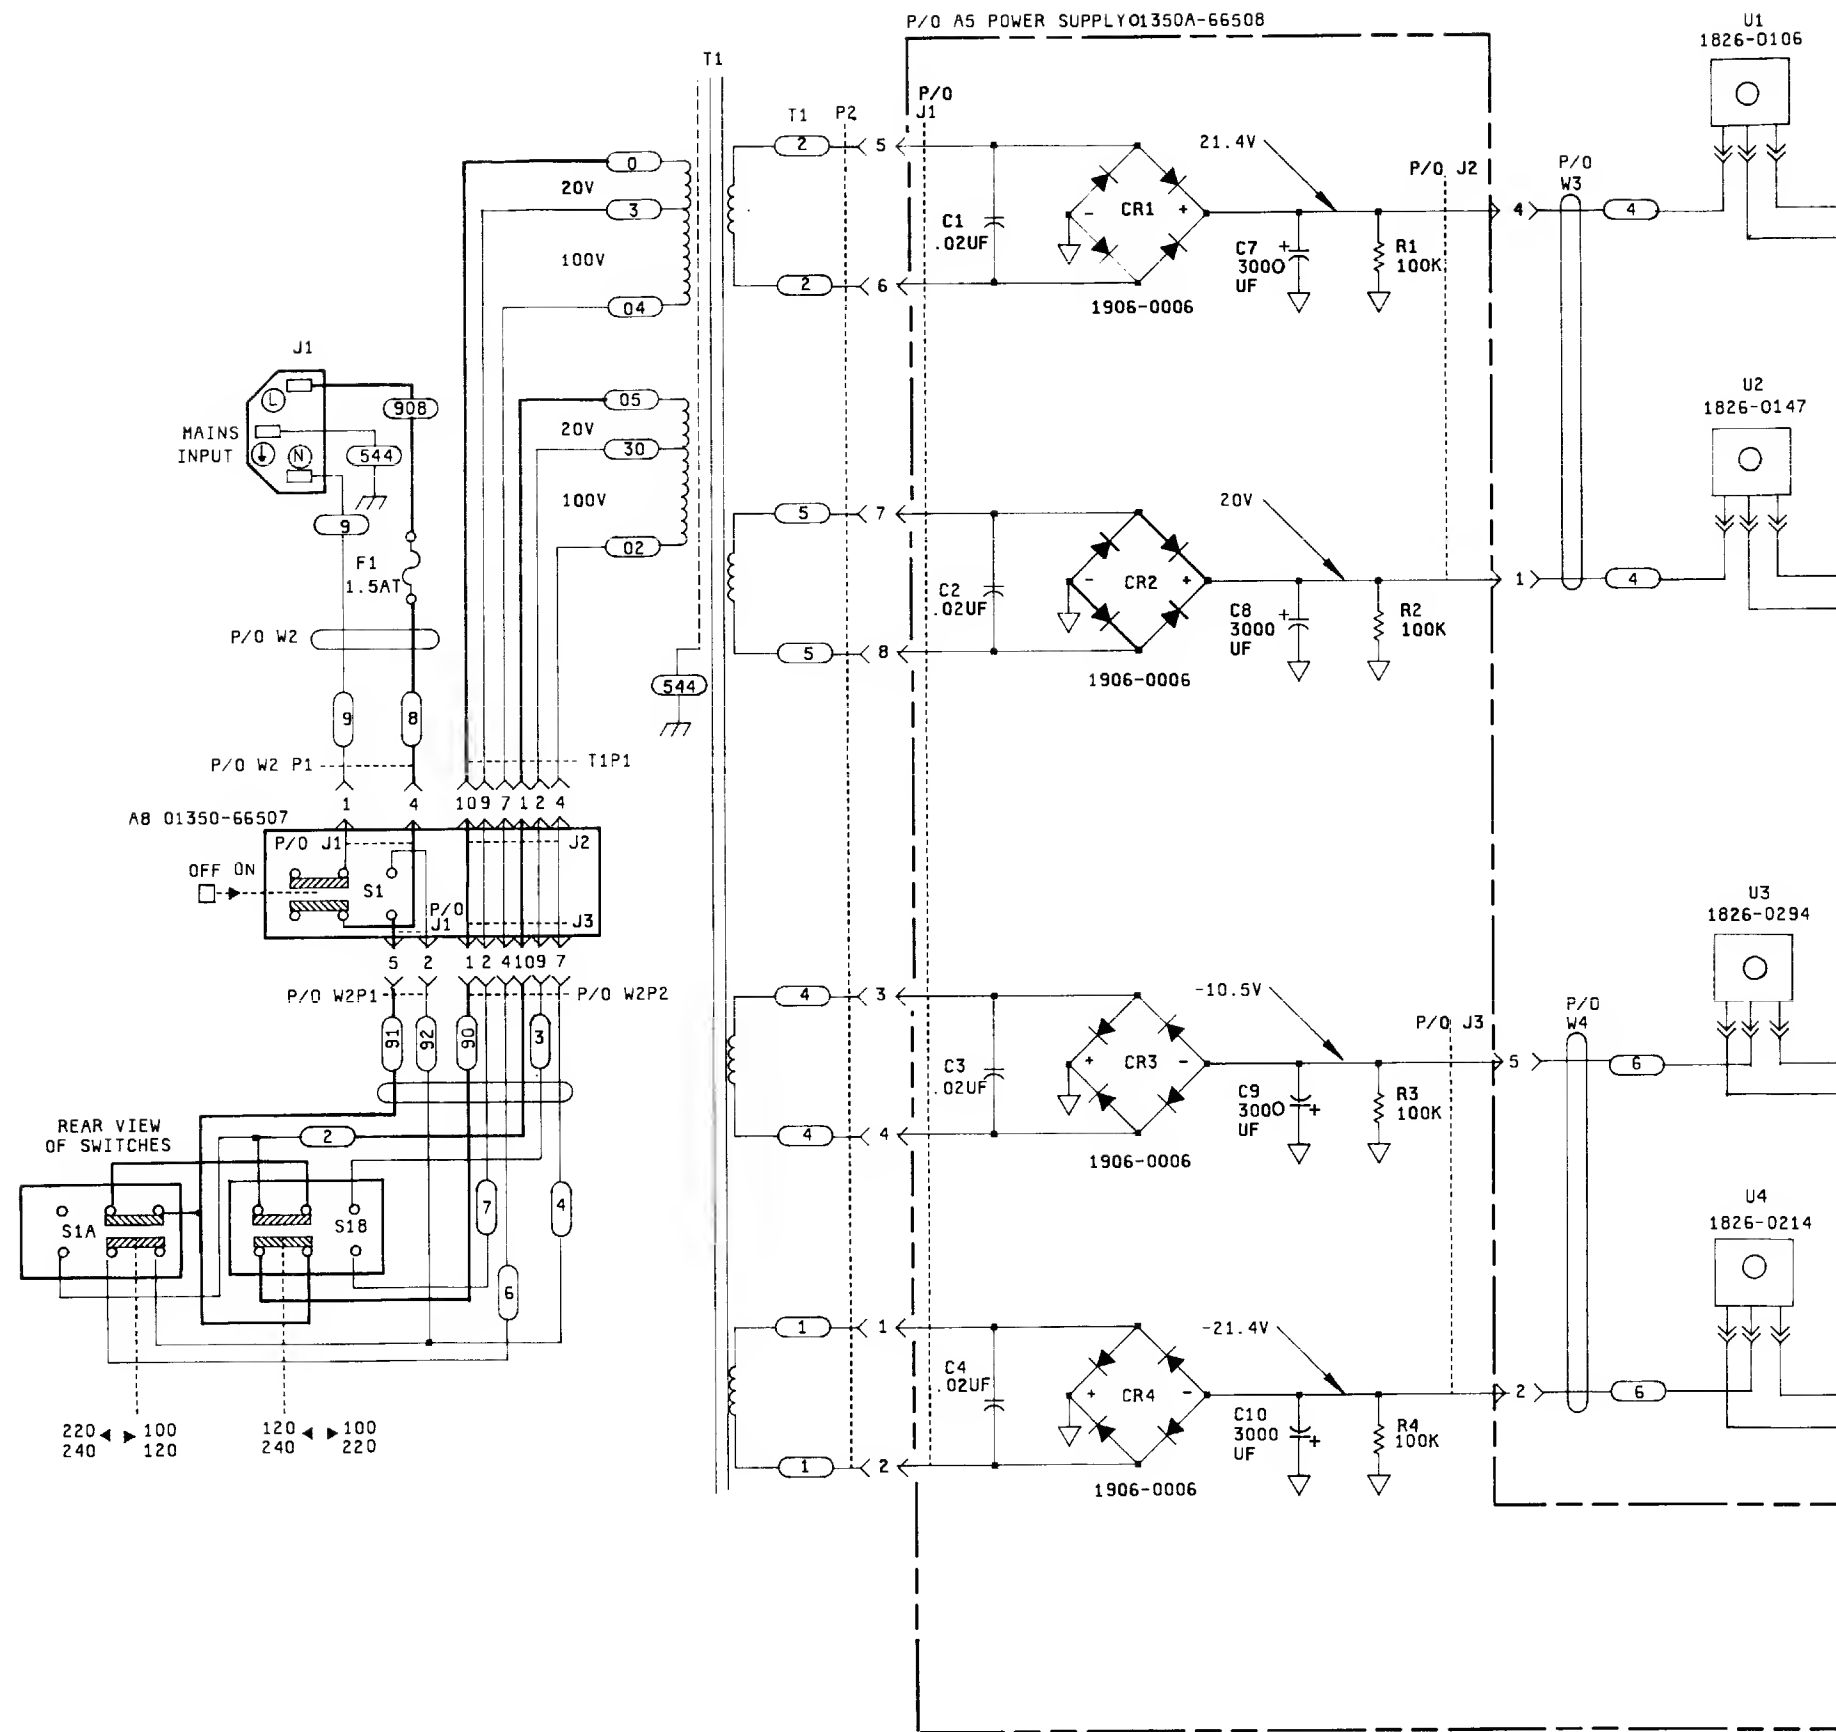 P/O A5 POWER SUPPLY01350A-66508
U1
1826-0106
T1
P/O
J1
T1
P2
2
5
21.4V
P/O J2
P/O
W3
0
20V
3
100V
04
C1
.02UF
-
CR1
+
C7
3000
UF
+
R1
100K
4
4
2
6
1906-0006
J1
L
908
MAINS
INPUT
N
544
9
F1
1.5AT
05
20V
30
100V
02
U2
1826-0147
5
7
20V
C2
.02UF
-
CR2
+
C8
3000
UF
+
R2
100K
1
4
5
8
1906-0006
P/O W2
544
9
8
P/O W2 P1
T1P1
1
4
10 9 7 1 2 4
A8 01350-66507
P/O J1
J2
OFF ON
S1
P/O
J1
J3
5
2
1 2 4 10 9 7
P/O W2P1
P/O W2P2
91
92
90
3
U3
1826-0294
4
3
-10.5V
P/O J3
P/O
W4
C3
.02UF
+
CR3
-
C9
3000
UF
+
R3
100K
5
6
4
4
1906-0006
REAR VIEW
OF SWITCHES
2
S1A
S1B
7
4
6
U4
1826-0214
1
1
-21.4V
C4
.02UF
+
CR4
-
C10
3000
UF
+
R4
100K
2
6
1
2
1906-0006
220 100
240 120
120 100
240 220